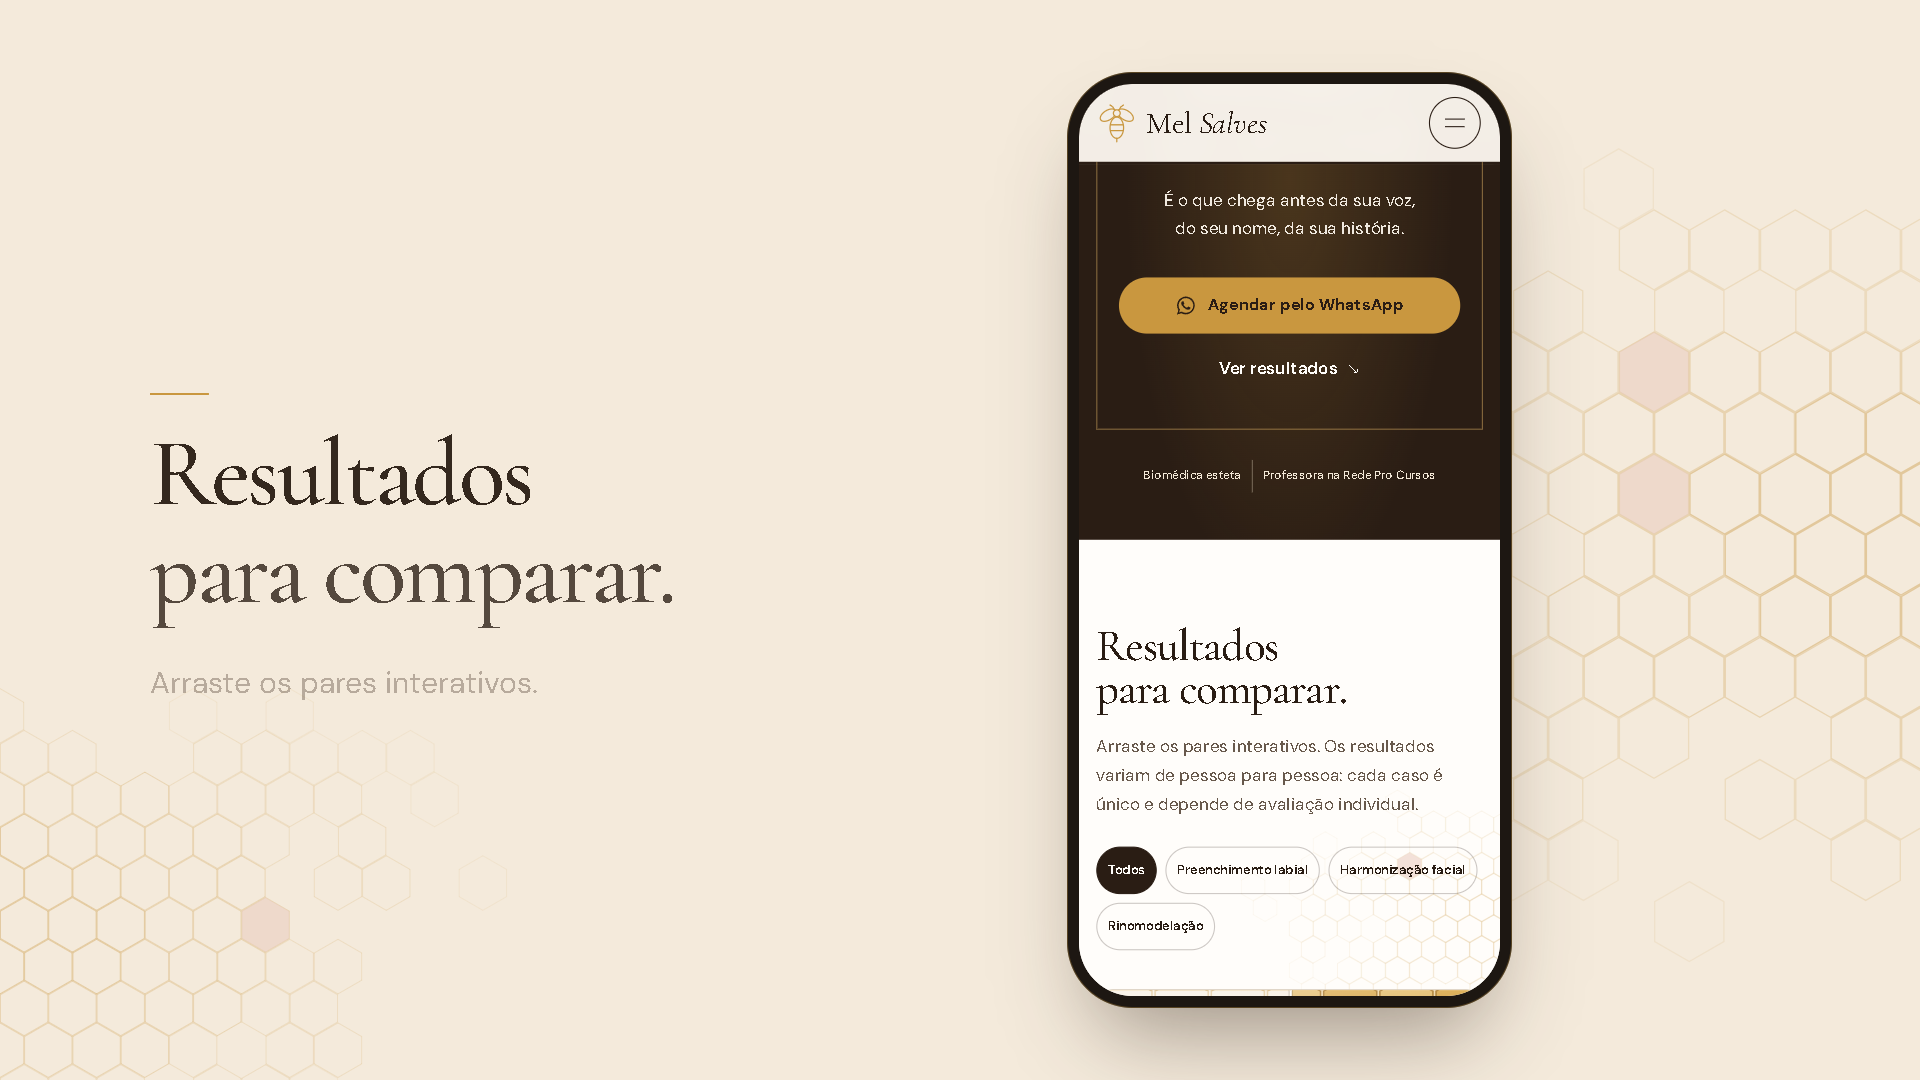 Resultados
para comparar.
Arraste os pares interativos.
Mel Salves
É o que chega antes da sua voz,
do seu nome, da sua história.
Agendar pelo WhatsApp
Ver resultados ↘
Biomédica esteta
Professora na Rede Pro Cursos
Resultados
para comparar.
Arraste os pares interativos. Os resultados
variam de pessoa para pessoa: cada caso é
único e depende de avaliação individual.
Todos
Preenchimento labial
Harmonização facial
Rinomodelação